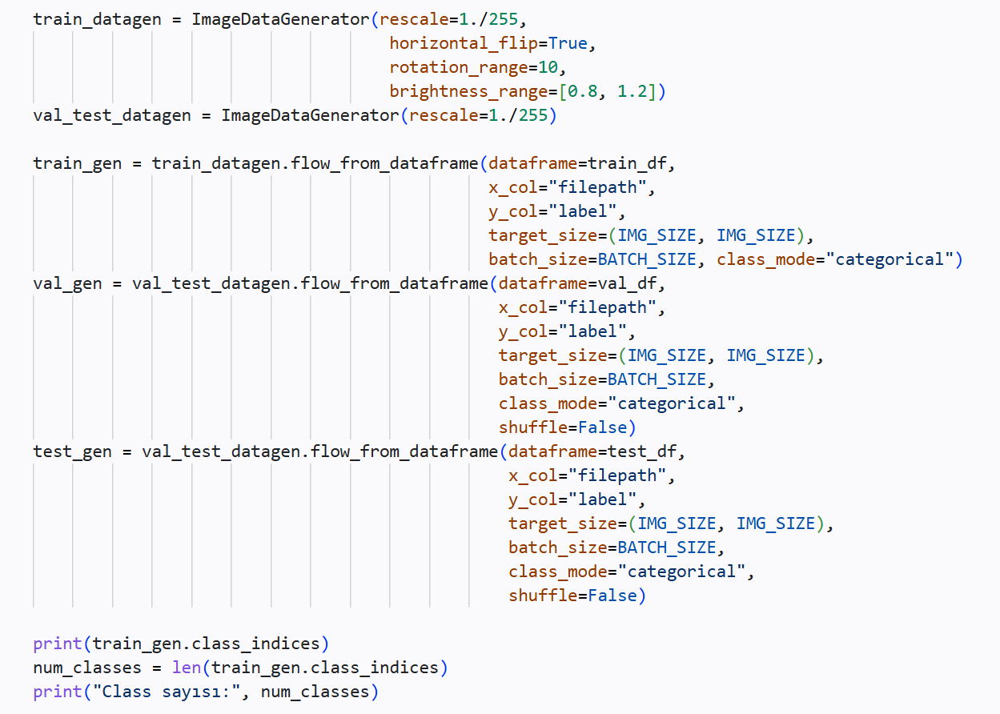 train_datagen = ImageDataGenerator(rescale=1./255,
horizontal_flip=True,
rotation_range=10,
brightness_range=[0.8, 1.2])
val_test_datagen = ImageDataGenerator(rescale=1./255)
train_gen = train_datagen.flow_from_dataframe(dataframe=train_df,
x_col="filepath",
y_col="label",
target_size=(IMG_SIZE, IMG_SIZE),
batch_size=BATCH_SIZE, class_mode="categorical")
val_gen = val_test_datagen.flow_from_dataframe(dataframe=val_df,
x_col="filepath",
y_col="label",
target_size=(IMG_SIZE, IMG_SIZE),
batch_size=BATCH_SIZE,
class_mode="categorical",
shuffle=False)
test_gen = val_test_datagen.flow_from_dataframe(dataframe=test_df,
x_col="filepath",
y_col="label",
target_size=(IMG_SIZE, IMG_SIZE),
batch_size=BATCH_SIZE,
class_mode="categorical",
shuffle=False)
print(train_gen.class_indices)
num_classes = len(train_gen.class_indices)
print("Class sayısı:", num_classes)